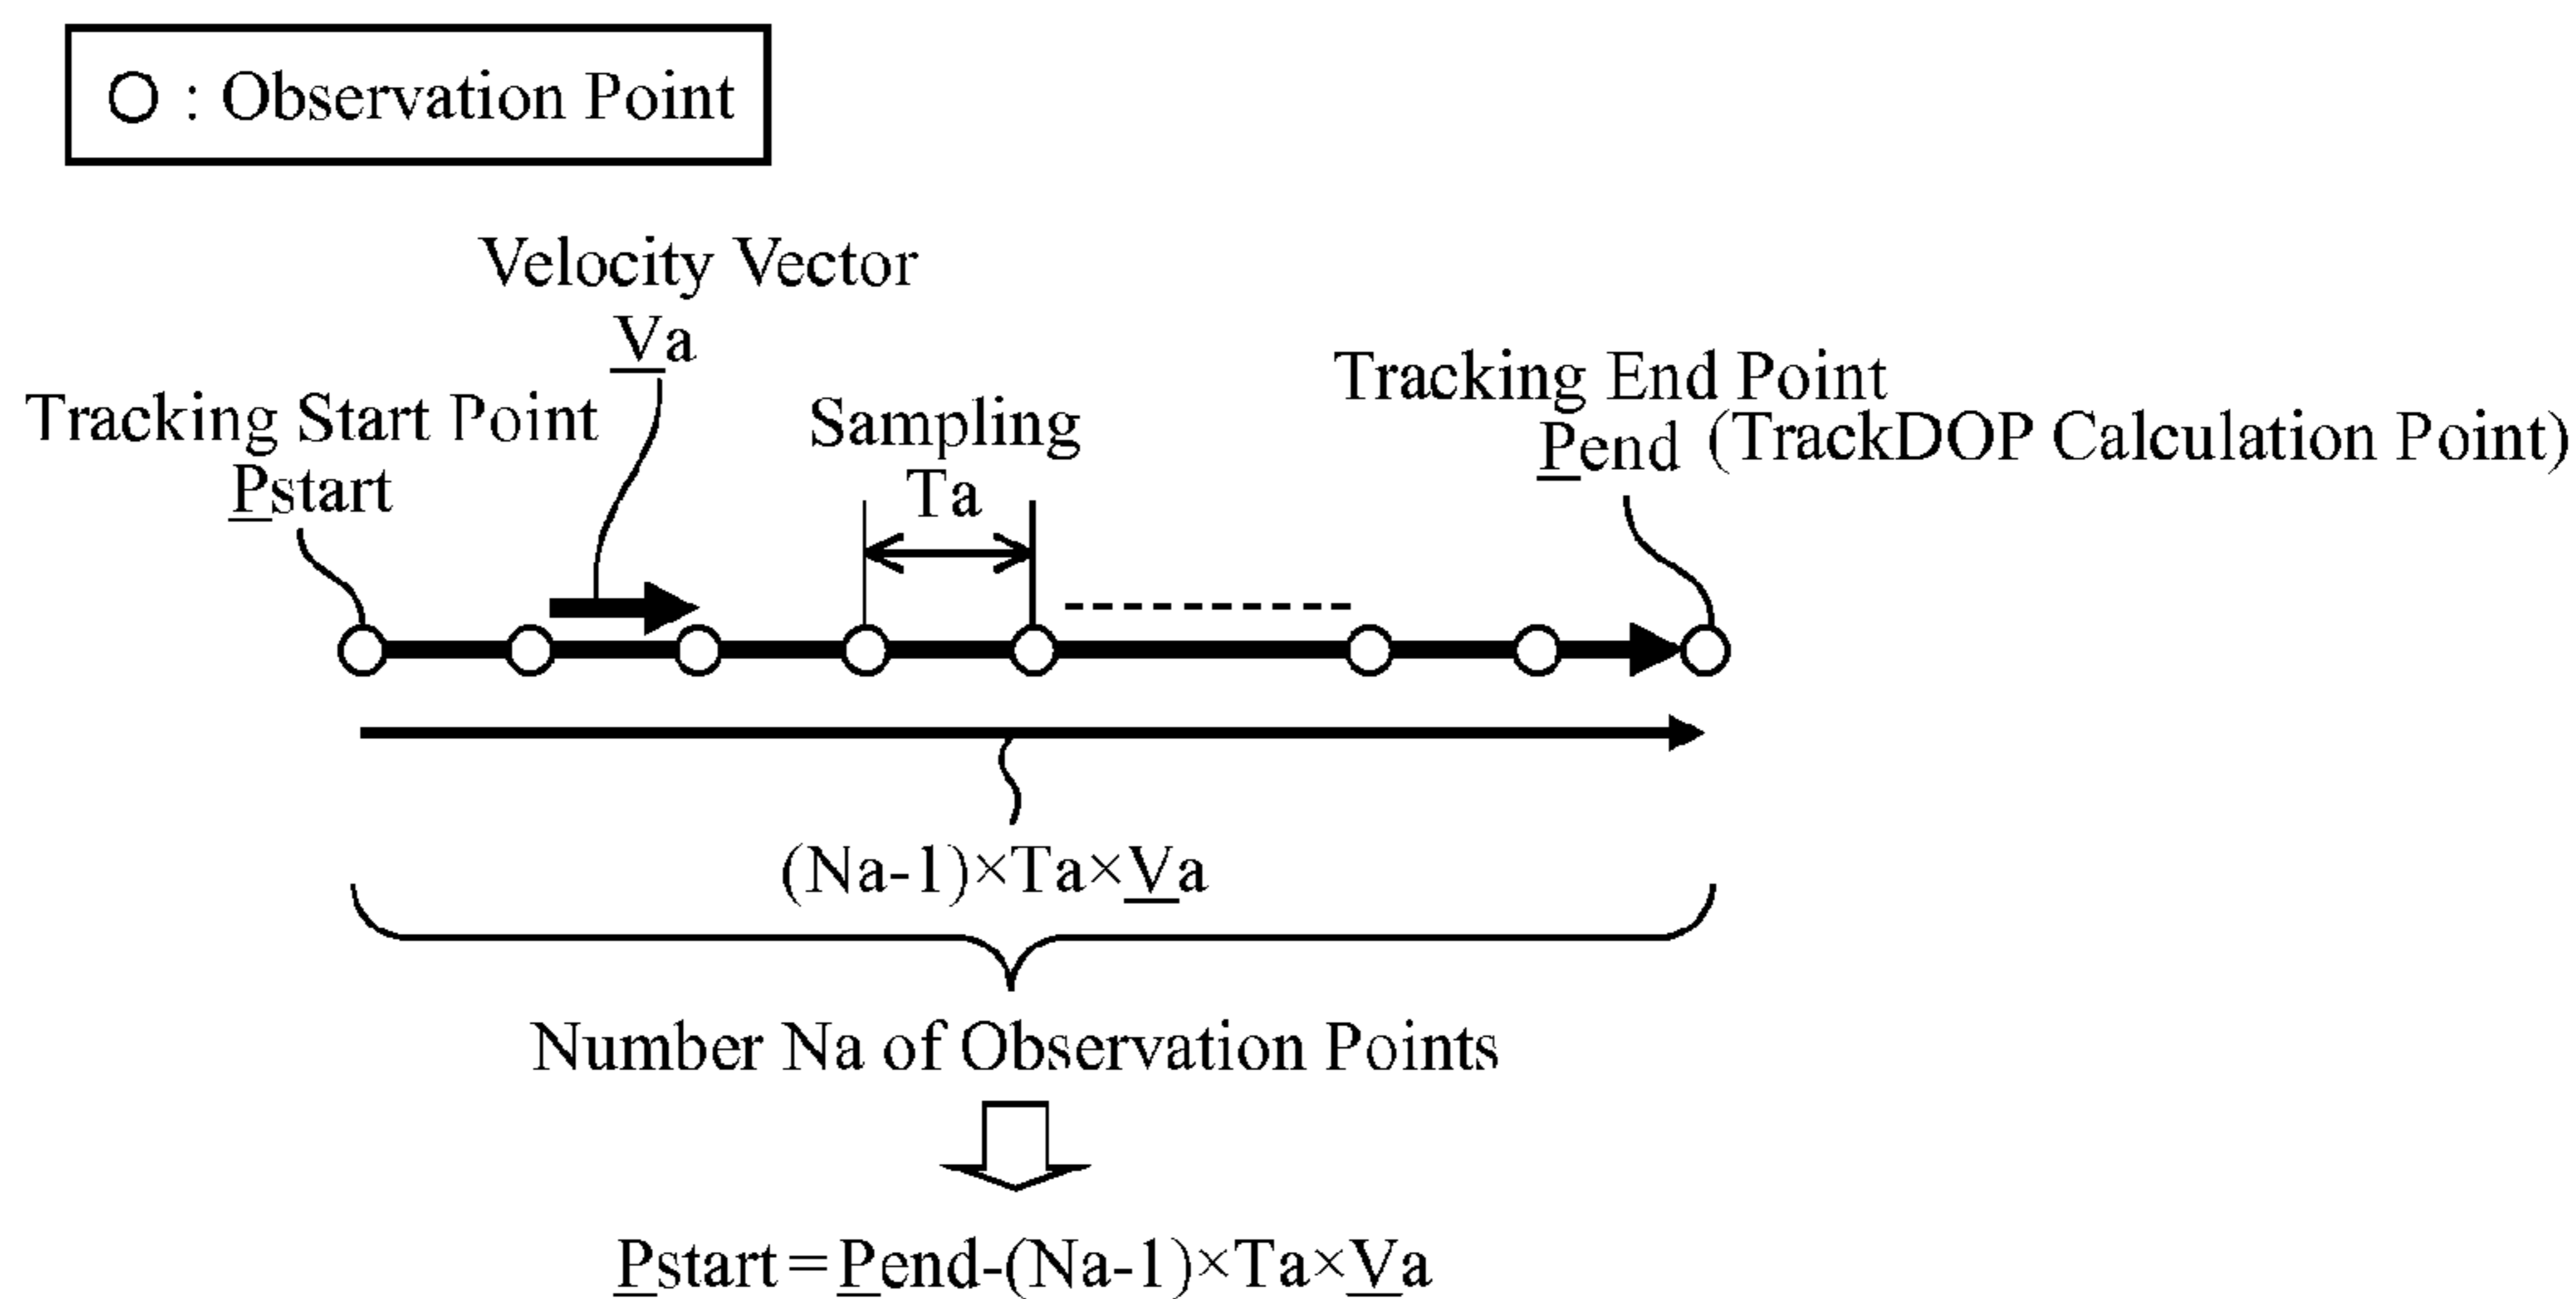 ○ : Observation Point
Velocity Vector
Va
Tracking Start Point
Pstart
Sampling
Ta
Tracking End Point
Pend (TrackDOP Calculation Point)
(Na-1)×Ta×Va
Number Na of Observation Points
Pstart=Pend-(Na-1)×Ta×Va